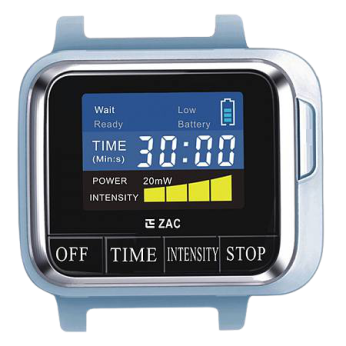 Wait Low
Ready Battery
TIME 30:00
(Min:s)
POWER 20mW
INTENSITY
ZAC
OFF TIME INTENSITY STOP